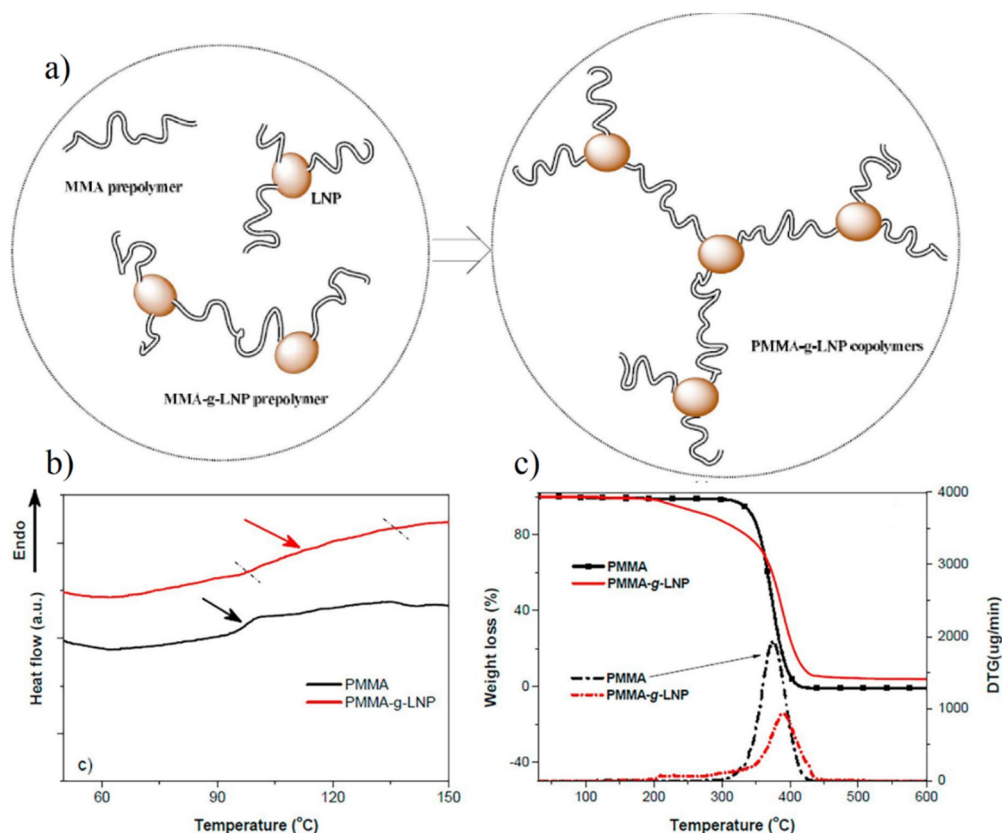 a)
MMA prepolymer
LNP
MMA-g-LNP prepolymer
PMMA-g-LNP copolymers
b)
Endo
Heat flow (a.u.)
PMMA
PMMA-g-LNP
c)
60 90 120 150
Temperature (°C)
c)
80
40
0
-40
Weight loss (%)
PMMA
PMMA-g-LNP
PMMA
PMMA-g-LNP
4000
3000
2000
1000
0
DTG(ug/min)
100 200 300 400 500 600
Temperature (°C)